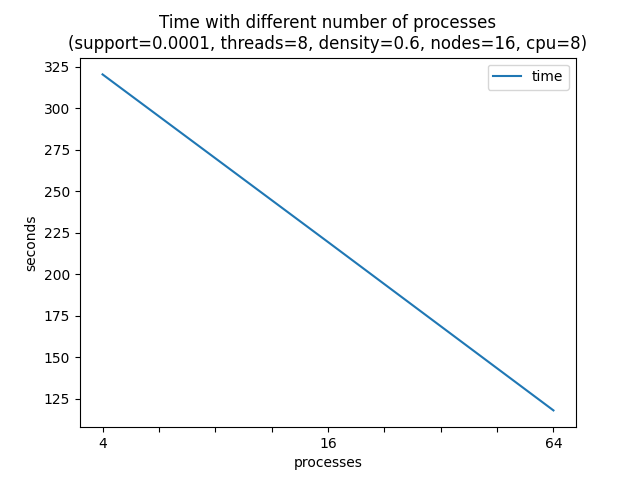 Time with different number of processes
(support=0.0001, threads=8, density=0.6, nodes=16, cpu=8)
time
325
300
275
250
225
200
175
150
125
seconds
4
16
64
processes